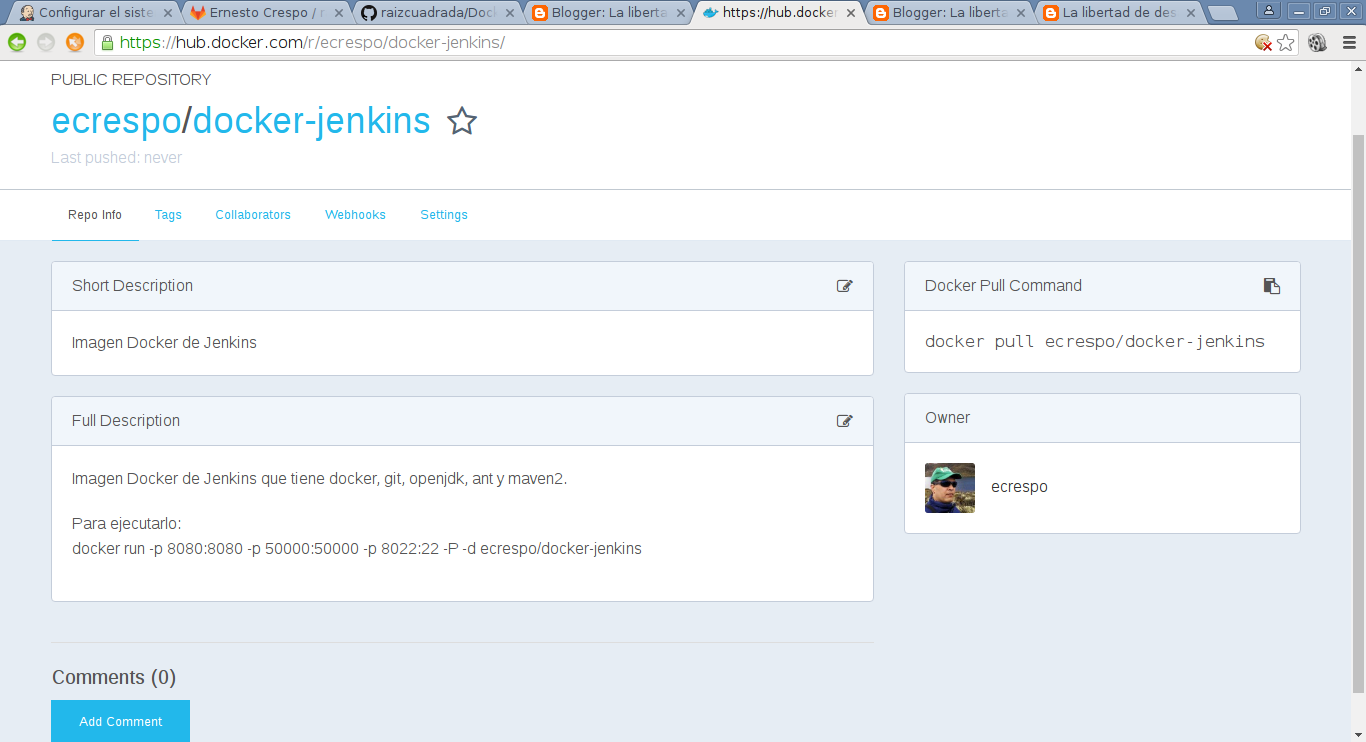 Configurar el siste
Ernesto Crespo / r
raizcuadrada/Doc
Blogger: La liberta
https://hub.docker
Blogger: La liberta
La libertad de des
https://hub.docker.com/r/ecrespo/docker-jenkins/
PUBLIC REPOSITORY
ecrespo/docker-jenkins
Last pushed: never
Repo Info
Tags
Collaborators
Webhooks
Settings
Short Description
Imagen Docker de Jenkins
Full Description
Imagen Docker de Jenkins que tiene docker, git, openjdk, ant y maven2.
Para ejecutarlo:
docker run -p 8080:8080 -p 50000:50000 -p 8022:22 -P -d ecrespo/docker-jenkins
Docker Pull Command
docker pull ecrespo/docker-jenkins
Owner
ecrespo
Comments (0)
Add Comment